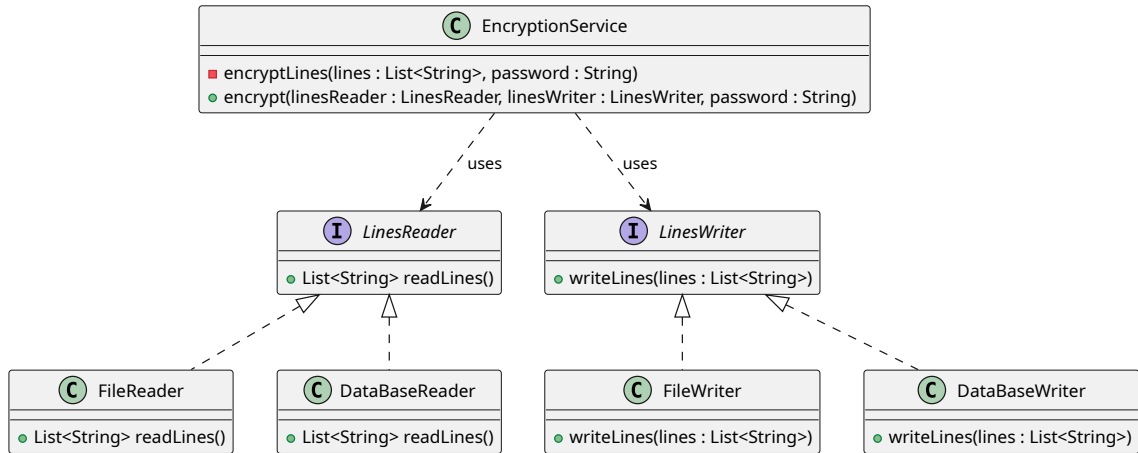 C EncryptionService
encryptLines(lines : List<String>, password : String)
encrypt(linesReader : LinesReader, linesWriter : LinesWriter, password : String)
uses
uses
I LinesReader
List<String> readLines()
I LinesWriter
writeLines(lines : List<String>)
C FileReader
List<String> readLines()
C DataBaseReader
List<String> readLines()
C FileWriter
writeLines(lines : List<String>)
C DataBaseWriter
writeLines(lines : List<String>)